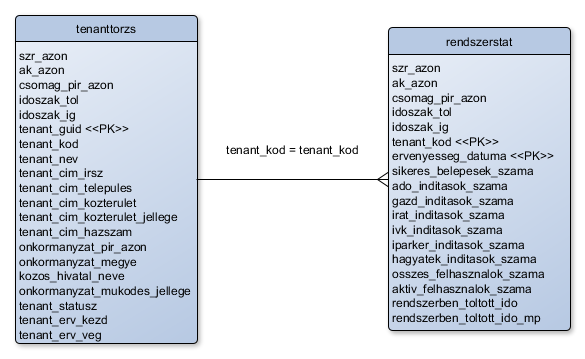 tenanttorzs
szr_azon
ak_azon
csomag_pir_azon
idoszak_tol
idoszak_ig
tenant_guid <<PK>>
tenant_kod
tenant_nev
tenant_cim_irsz
tenant_cim_telepules
tenant_cim_kozterulet
tenant_cim_kozterulet_jellege
tenant_cim_hazszam
onkormanyzat_pir_azon
onkormanyzat_megye
kozos_hivatal_neve
onkormanyzat_mukodes_jellege
tenant_statusz
tenant_erv_kezd
tenant_erv_veg
tenant_kod = tenant_kod
rendszerstat
szr_azon
ak_azon
csomag_pir_azon
idoszak_tol
idoszak_ig
tenant_kod <<PK>>
ervenyesseg_datuma <<PK>>
sikeres_belepesek_szama
ado_inditasok_szama
gazd_inditasok_szama
irat_inditasok_szama
ivk_inditasok_szama
iparker_inditasok_szama
hagyatek_inditasok_szama
osszes_felhasznalok_szama
aktiv_felhasznalok_szama
rendszerben_toltott_ido
rendszerben_toltott_ido_mp